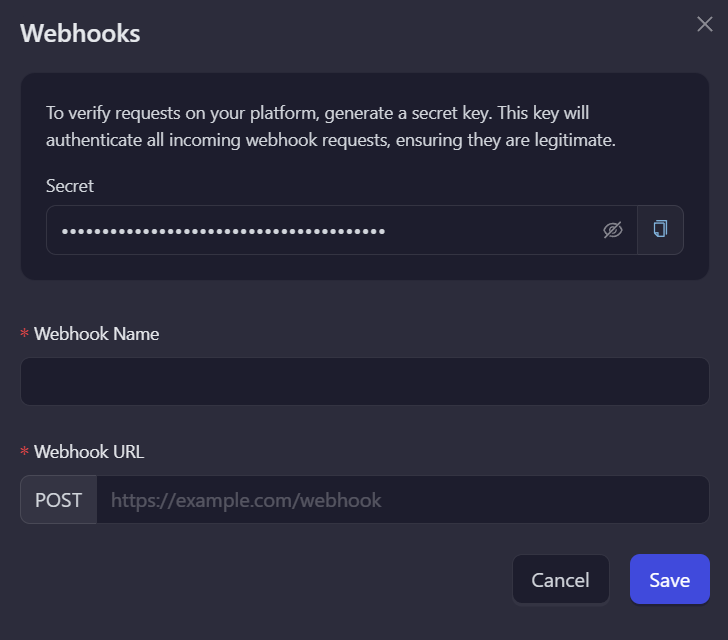 Webhooks
To verify requests on your platform, generate a secret key. This key will
authenticate all incoming webhook requests, ensuring they are legitimate.
Secret
••••••••••••••••••••••••••••••••••••••••
* Webhook Name
* Webhook URL
POST https://example.com/webhook
Cancel Save